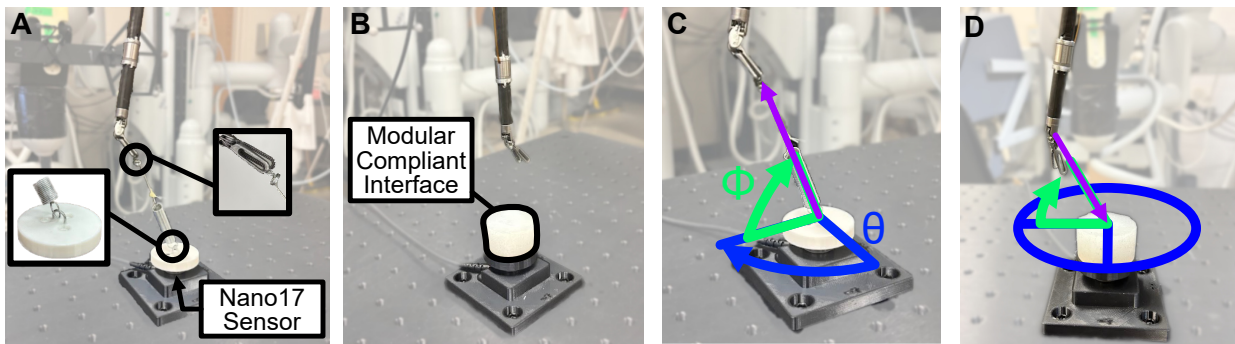 A
B
C
D
Modular
Compliant
Interface
Nano17
Sensor
Φ
θ